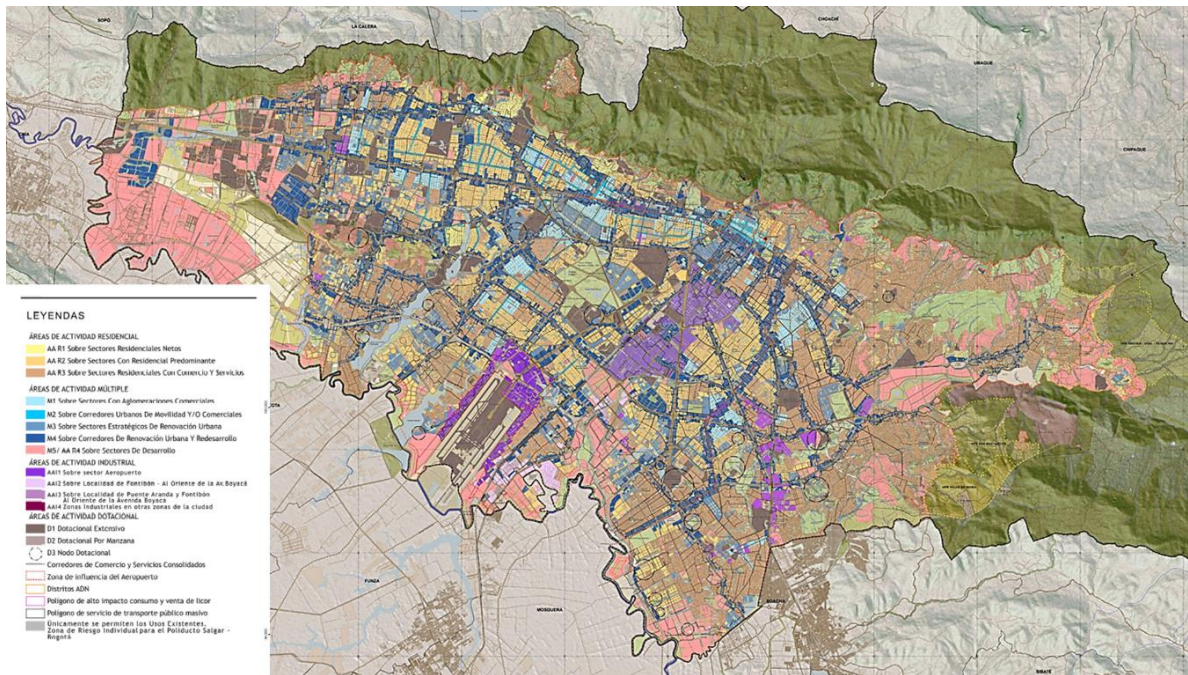 SOPÓ
LA CALERA
CHOACHÍ
UBAQUE
CHIPAQUE
LEYENDAS
ÁREAS DE ACTIVIDAD RESIDENCIAL
AA R1 Sobre Sectores Residenciales Netos
AA R2 Sobre Sectores Con Residencial Predominante
AA R3 Sobre Sectores Residenciales Con Comercio Y Servicios
ÁREAS DE ACTIVIDAD MÚLTIPLE
M1 Sobre Sectores Con Aglomeraciones Comerciales
M2 Sobre Corredores Urbanos De Movilidad Y/O Comerciales
M3 Sobre Sectores Estratégicos De Renovación Urbana
M4 Sobre Corredores De Renovación Urbana Y Redesarrollo
M5/ AA R4 Sobre Sectores De Desarrollo
ÁREAS DE ACTIVIDAD INDUSTRIAL
AAI1 Sobre sector Aeropuerto
AAI2 Sobre Localidad de Fontibón - Al Oriente de la Av. Boyacá
AAI3 Sobre Localidad de Puente Aranda y Fontibón
Al Oriente de la Avenida Boyaca
AAI4 Zonas Industriales en otras zonas de la ciudad
ÁREAS DE ACTIVIDAD DOTACIONAL
D1 Dotacional Extensivo
D2 Dotacional Por Manzana
D3 Nodo Dotacional
Corredores de Comercio y Servicios Consolidados
Zona de influencia del Aeropuerto
Distritos ADN
Polígono de alto impacto consumo y venta de licor
Polígono de servicio de transporte público masivo
Únicamente se permiten los Usos Existentes.
Zona de Riesgo Individual para el Poliducto Salgar -
Bogotá
FUNZA
MOSQUERA
SOACHA
SIBATÉ